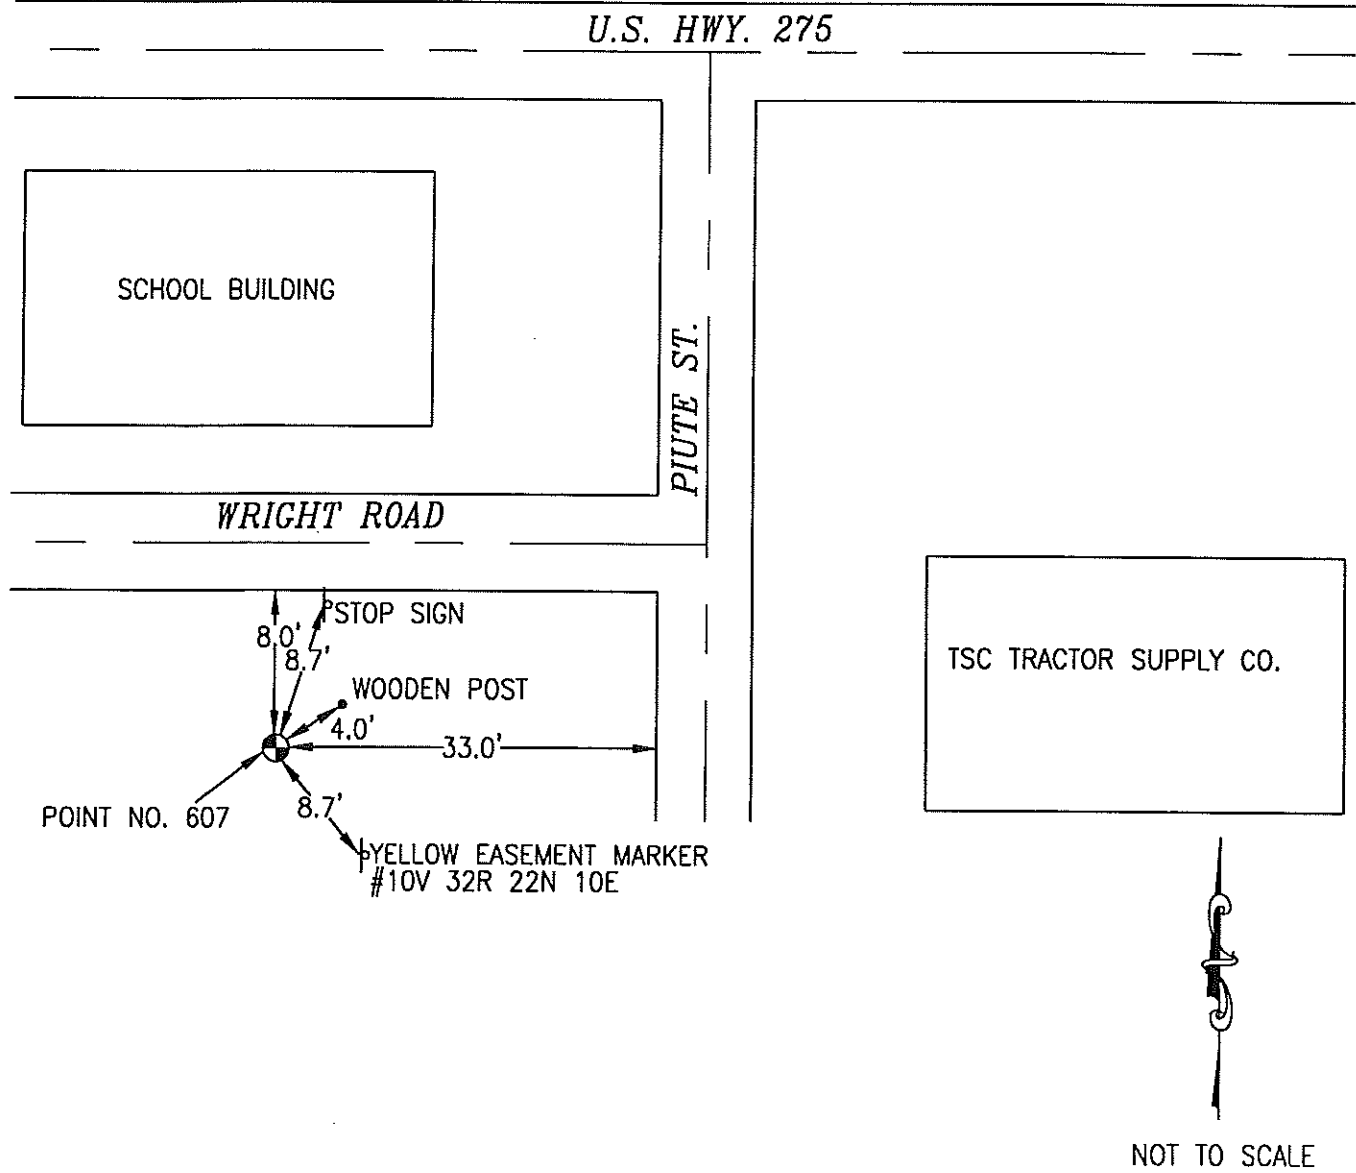 U.S. HWY. 275
SCHOOL BUILDING
PIUTE ST.
WRIGHT ROAD
STOP SIGN
8.0'
8.7'
TSC TRACTOR SUPPLY CO.
WOODEN POST
4.0'
33.0'
POINT NO. 607
8.7'
YELLOW EASEMENT MARKER
#10V 32R 22N 10E
NOT TO SCALE